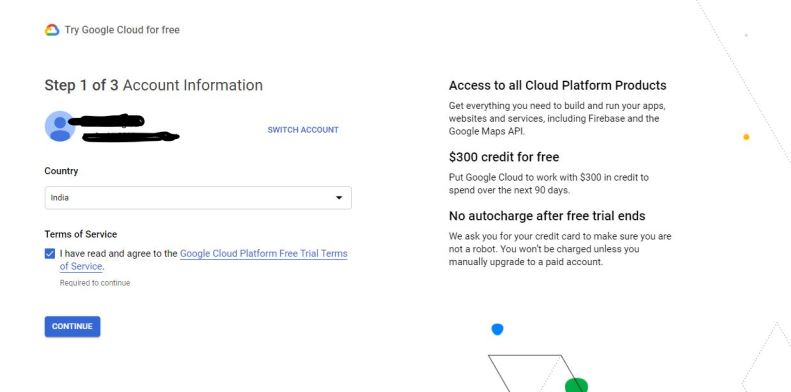 Try Google Cloud for free
Step 1 of 3 Account Information
SWITCH ACCOUNT
Country
India
Terms of Service
I have read and agree to the Google Cloud Platform Free Trial Terms
of Service.
Required to continue
CONTINUE
Access to all Cloud Platform Products
Get everything you need to build and run your apps,
websites and services, including Firebase and the
Google Maps API.
$300 credit for free
Put Google Cloud to work with $300 in credit to
spend over the next 90 days.
No autocharge after free trial ends
We ask you for your credit card to make sure you are
not a robot. You won't be charged unless you
manually upgrade to a paid account.